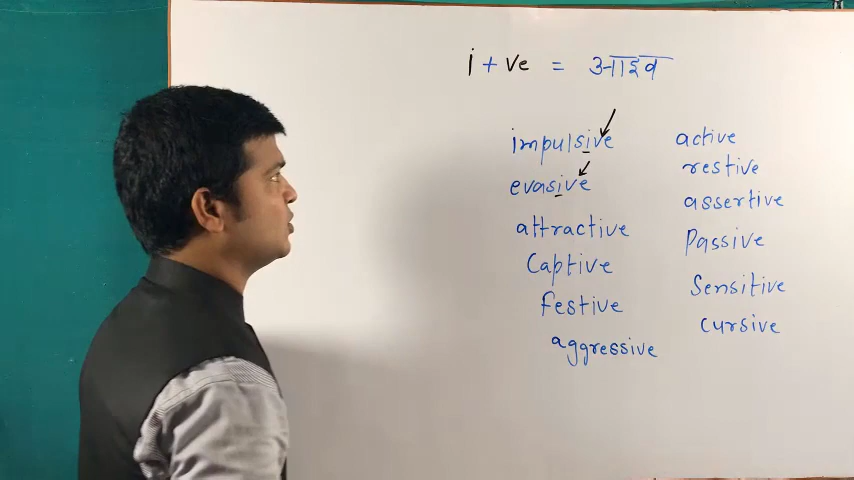 i + ve = आइव
impulsive
evasive
attractive
Captive
festive
aggressive
active
restive
assertive
Passive
Sensitive
cursive